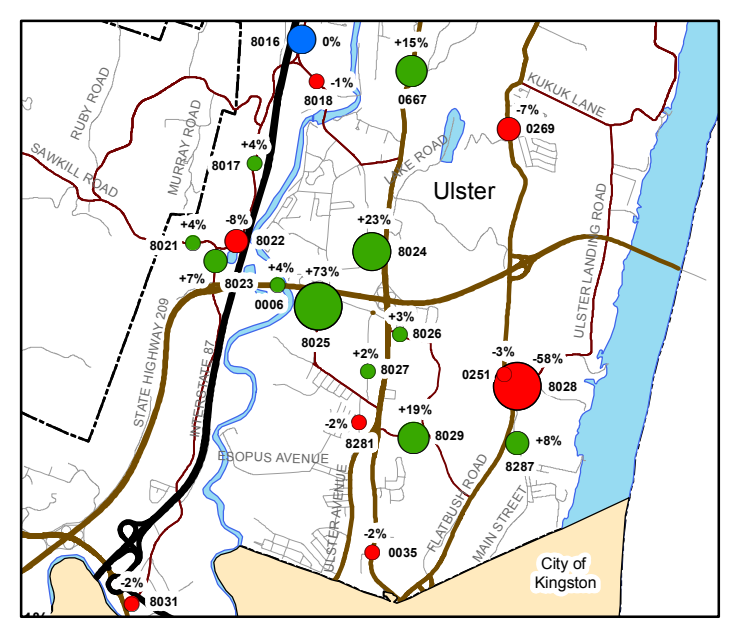 8016 0%
+15%
-1%
8018
0667
KUKUK LANE
-7%
0269
RUBY ROAD
MURRAY ROAD
SAWKILL ROAD
+4%
8017
LAKE ROAD
Ulster
ULSTER LANDING ROAD
+4%
8021
-8%
8022
+23%
8024
+7%
8023
+4%
0006
+73%
8025
STATE HIGHWAY 209
INTERSTATE 87
+3%
8026
+2%
8027
-3%
0251
-58%
8028
-2%
8281
+19%
8029
+8%
8287
ESOPUS AVENUE
ULSTER AVENUE
FLATBUSH ROAD
MAIN STREET
-2%
0035
City of
Kingston
-2%
8031